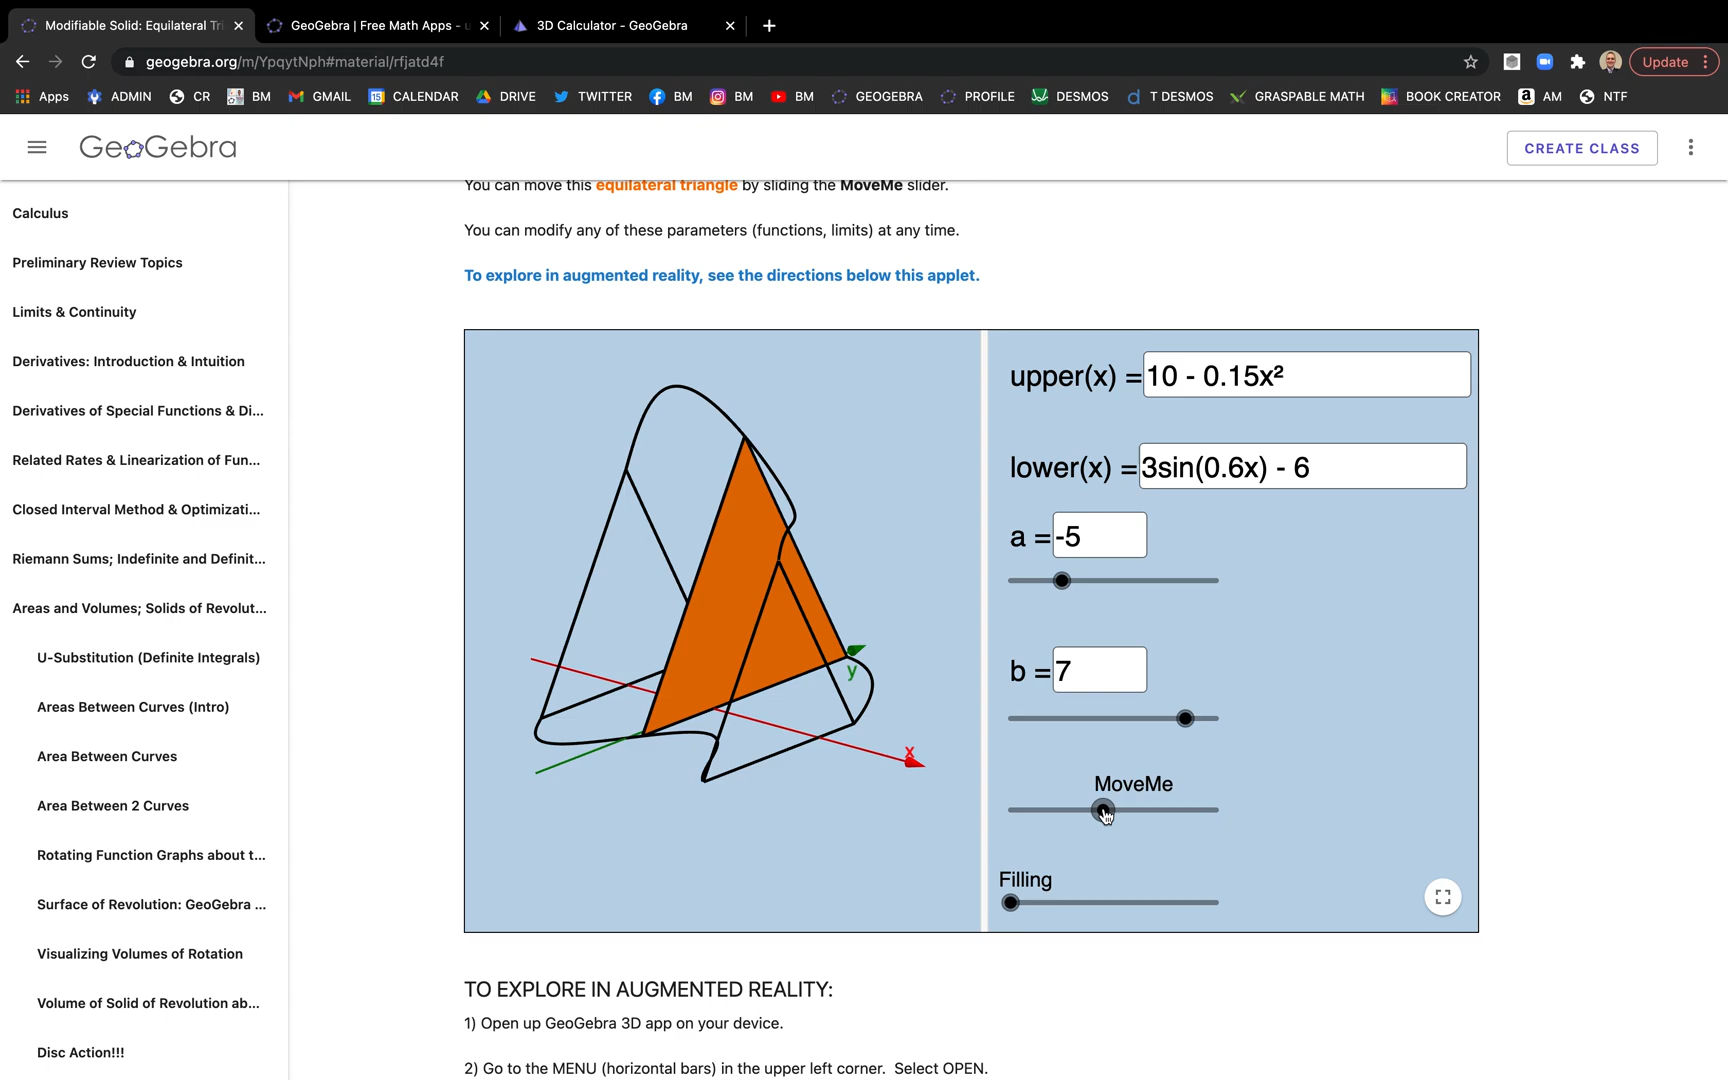 Modifiable Solid: Equilateral Tri
GeoGebra | Free Math Apps - u
3D Calculator - GeoGebra
geogebra.org/m/YpqytNph#material/rfjatd4f
Update
Apps
ADMIN
CR
BM
GMAIL
15 CALENDAR
DRIVE
TWITTER
BM
BM
BM
GEOGEBRA
PROFILE
DESMOS
T DESMOS
GRASPABLE MATH
BOOK CREATOR
AM
NTF
GeoGebra
CREATE CLASS
Calculus
Preliminary Review Topics
Limits & Continuity
Derivatives: Introduction & Intuition
Derivatives of Special Functions & Di...
Related Rates & Linearization of Fun...
Closed Interval Method & Optimizati...
Riemann Sums; Indefinite and Definit...
Areas and Volumes; Solids of Revolut...
U-Substitution (Definite Integrals)
Areas Between Curves (Intro)
Area Between Curves
Area Between 2 Curves
Rotating Function Graphs about t...
Surface of Revolution: GeoGebra ...
Visualizing Volumes of Rotation
Volume of Solid of Revolution ab...
Disc Action!!!
You can move this equilateral triangle by sliding the MoveMe slider.
You can modify any of these parameters (functions, limits) at any time.
To explore in augmented reality, see the directions below this applet.
y
x
upper(x) = 10 - 0.15x²
lower(x) = 3sin(0.6x) - 6
a = -5
b = 7
MoveMe
Filling
TO EXPLORE IN AUGMENTED REALITY:
1) Open up GeoGebra 3D app on your device.
2) Go to the MENU (horizontal bars) in the upper left corner. Select OPEN.